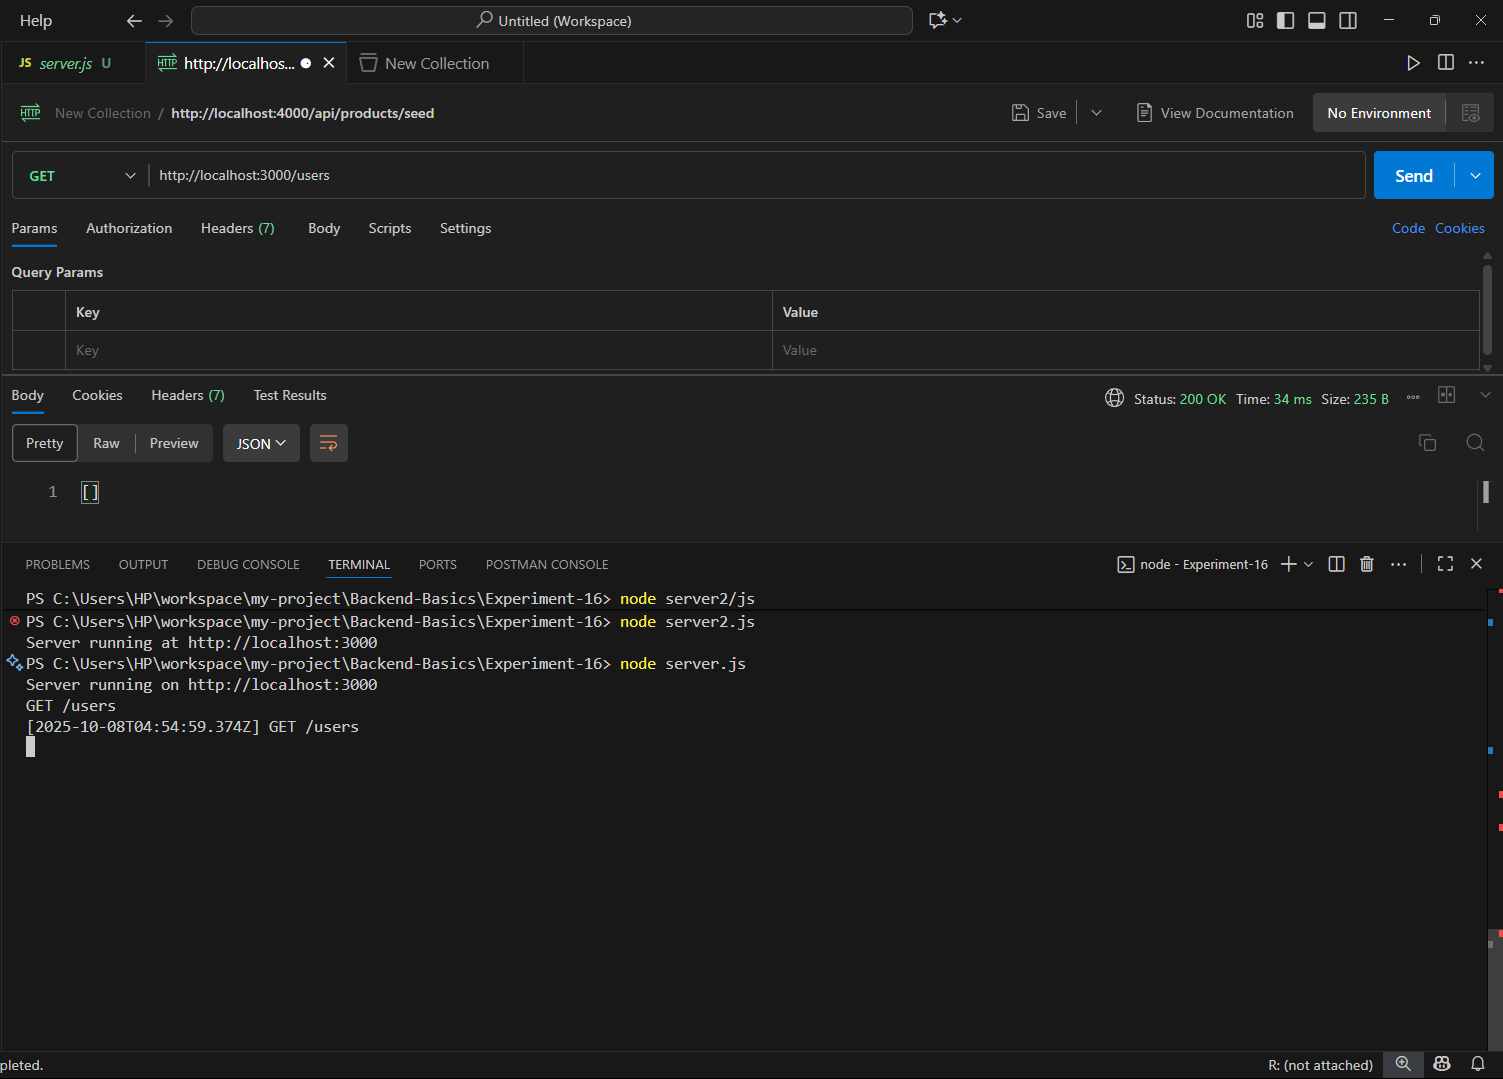 Help
Untitled (Workspace)
JS server.js U
HTTP http://localhos...
New Collection
HTTP New Collection / http://localhost:4000/api/products/seed
Save
View Documentation
No Environment
GET
http://localhost:3000/users
Send
Params
Authorization
Headers (7)
Body
Scripts
Settings
Code
Cookies
Query Params
Key
Value
Key
Value
Body
Cookies
Headers (7)
Test Results
Status: 200 OK Time: 34 ms Size: 235 B
Pretty
Raw
Preview
JSON
1 []
PROBLEMS
OUTPUT
DEBUG CONSOLE
TERMINAL
PORTS
POSTMAN CONSOLE
node - Experiment-16
PS C:\Users\HP\workspace\my-project\Backend-Basics\Experiment-16> node server2/js
PS C:\Users\HP\workspace\my-project\Backend-Basics\Experiment-16> node server2.js
Server running at http://localhost:3000
PS C:\Users\HP\workspace\my-project\Backend-Basics\Experiment-16> node server.js
Server running on http://localhost:3000
GET /users
[2025-10-08T04:54:59.374Z] GET /users
pleted.
R: (not attached)